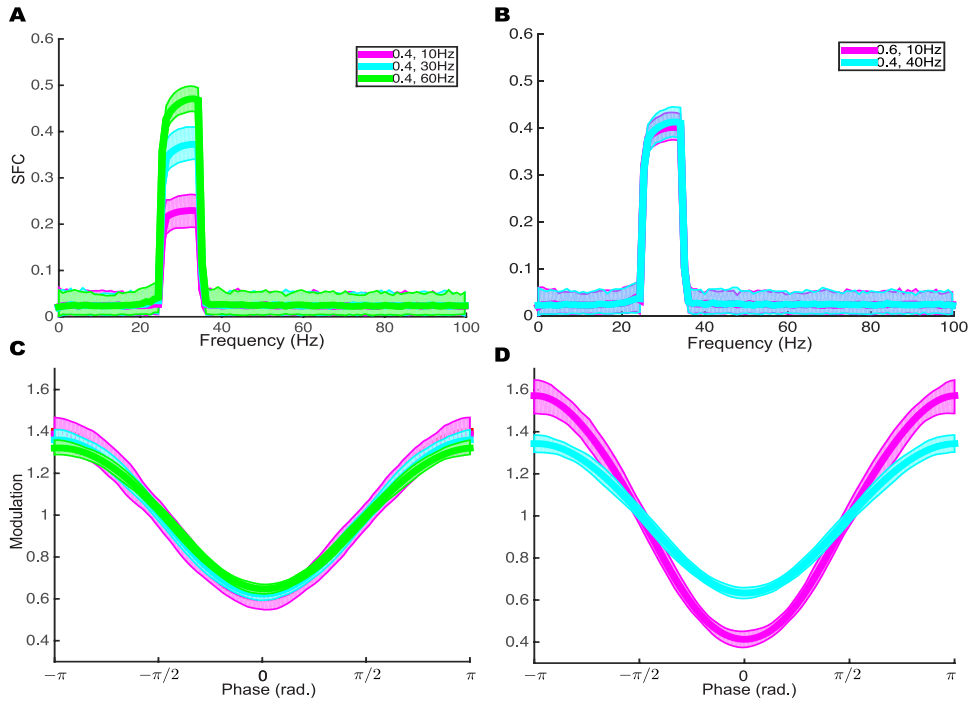 A
0.6
0.5
0.4
0.3
0.2
0.1
0
SFC
0.4, 10Hz
0.4, 30Hz
0.4, 60Hz
0 20 40 60 80 100
Frequency (Hz)
B
0.6
0.5
0.4
0.3
0.2
0.1
0
0.6, 10Hz
0.4, 40Hz
0 20 40 60 80 100
Frequency (Hz)
C
1.6
1.4
1.2
1
0.8
0.6
0.4
Modulation
−π −π/2 0 π/2 π
Phase (rad.)
D
1.6
1.4
1.2
1
0.8
0.6
0.4
−π −π/2 0 π/2 π
Phase (rad.)